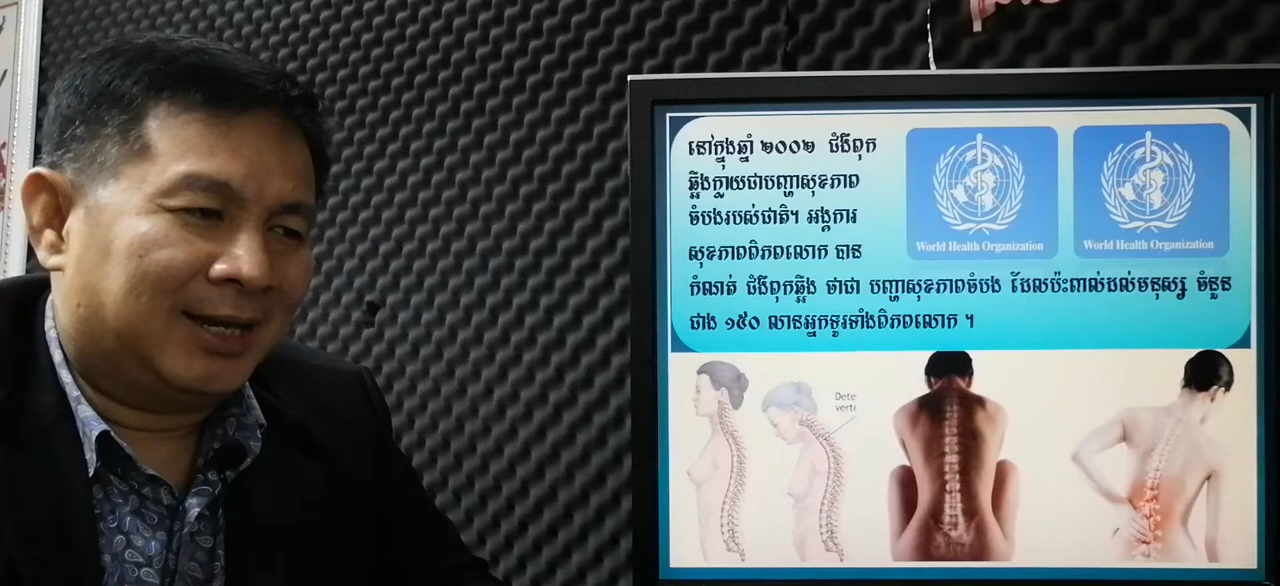 នៅក្នុងឆ្នាំ ២០០២ ជំងឺពុក
ឆ្អឹងក្លាយជាបញ្ហាសុខភាព
ចំបងរបស់ជាតិ។ អង្គការ
សុខភាពពិភពលោក បាន
កំណត់ ជំងឺពុកឆ្អឹង ថាជា បញ្ហាសុខភាពចំបង ដែលប៉ះពាល់ដល់មនុស្ស ចំនួន
ជាង ១៥០ លានអ្នកទូរទាំងពិភពលោក ។
World Health Organization
World Health Organization